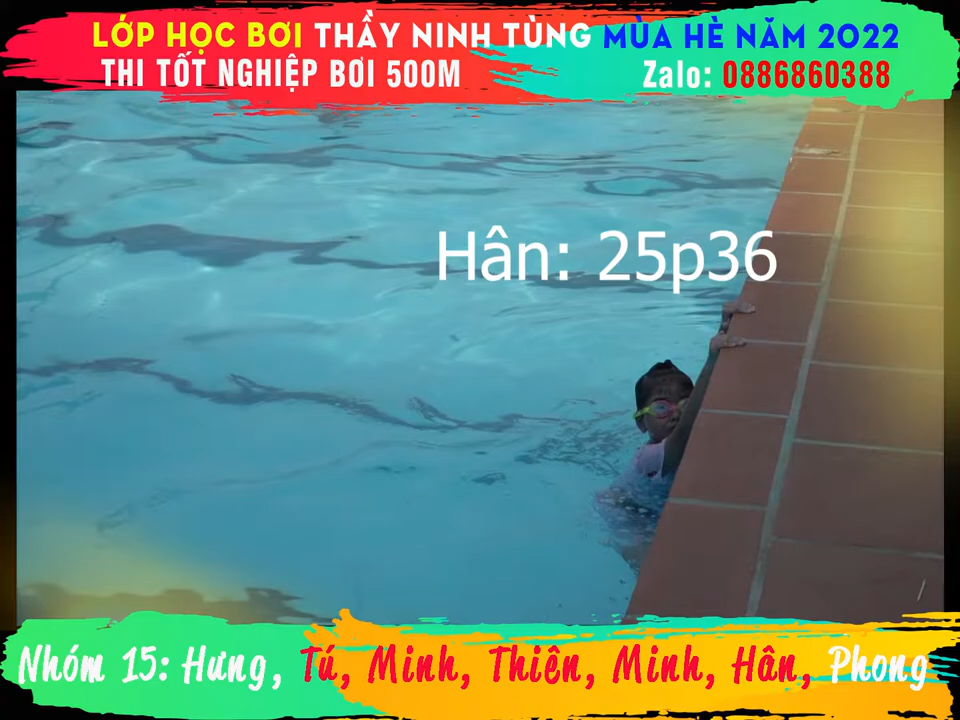 LỚP HỌC BƠI THẦY NINH TÙNG MÙA HÈ NĂM 2022
THI TỐT NGHIỆP BƠI 500M Zalo: 0886860388
Hân: 25p36
Nhóm 15: Hưng, Tú, Minh, Thiên, Minh, Hân, Phong